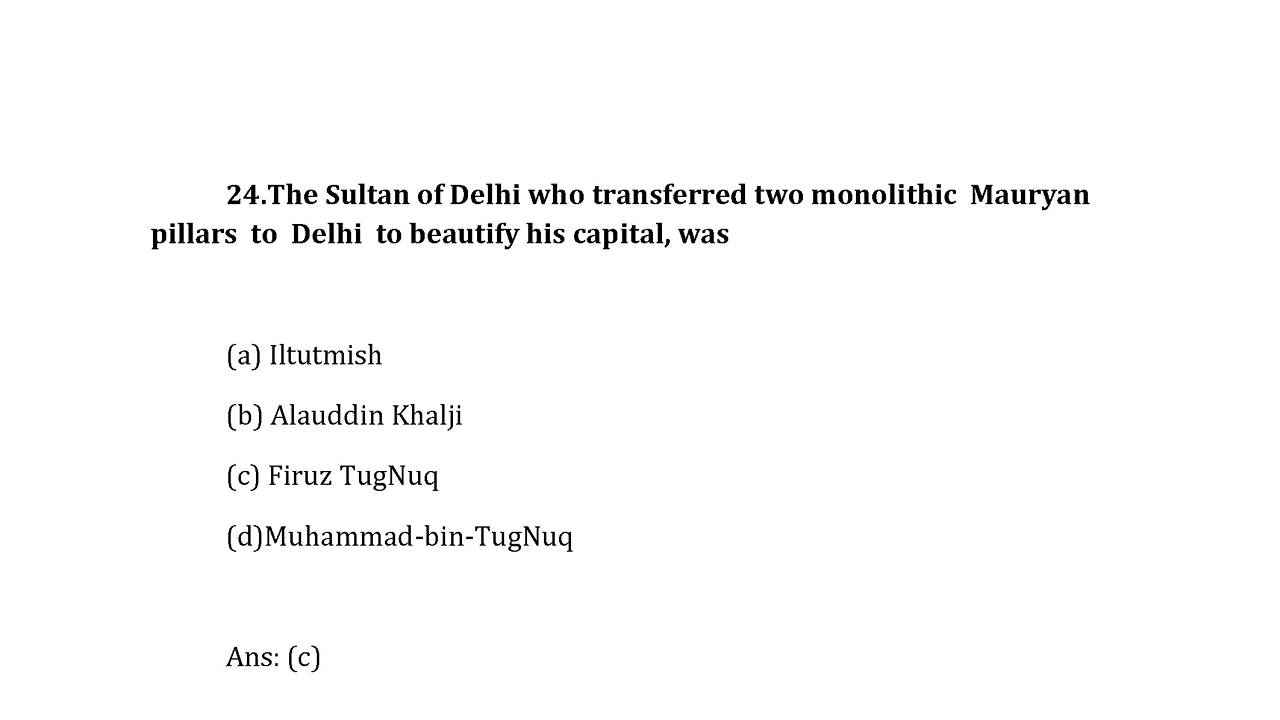 24.The Sultan of Delhi who transferred two monolithic  Mauryan
pillars  to  Delhi  to beautify his capital, was
(a) Iltutmish
(b) Alauddin Khalji
(c) Firuz TugNuq
(d)Muhammad-bin-TugNuq
Ans: (c)